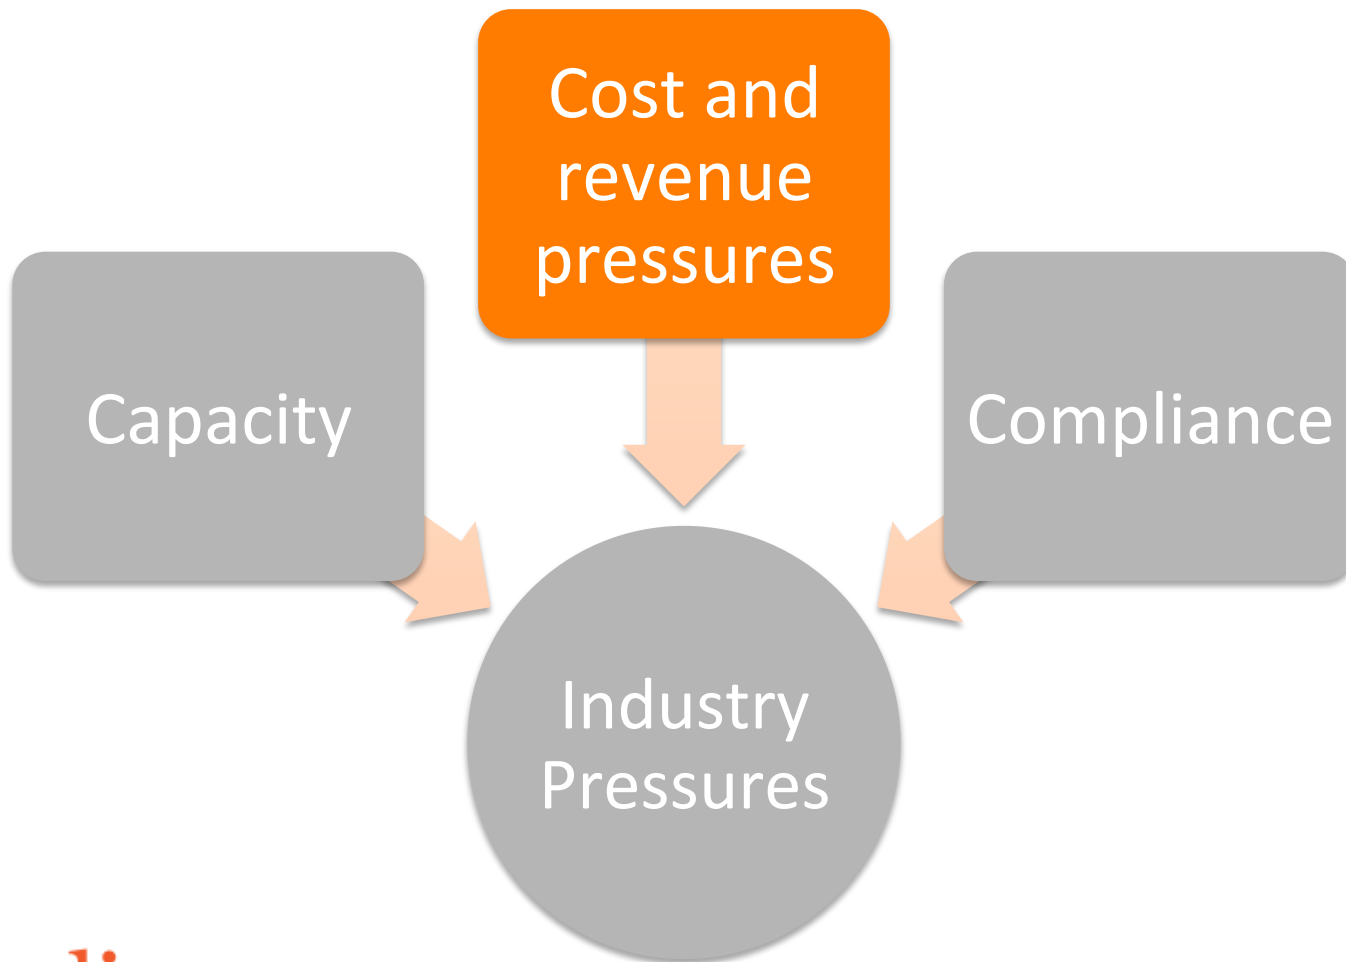 Cost and
revenue
pressures
Capacity
Compliance
Industry
Pressures